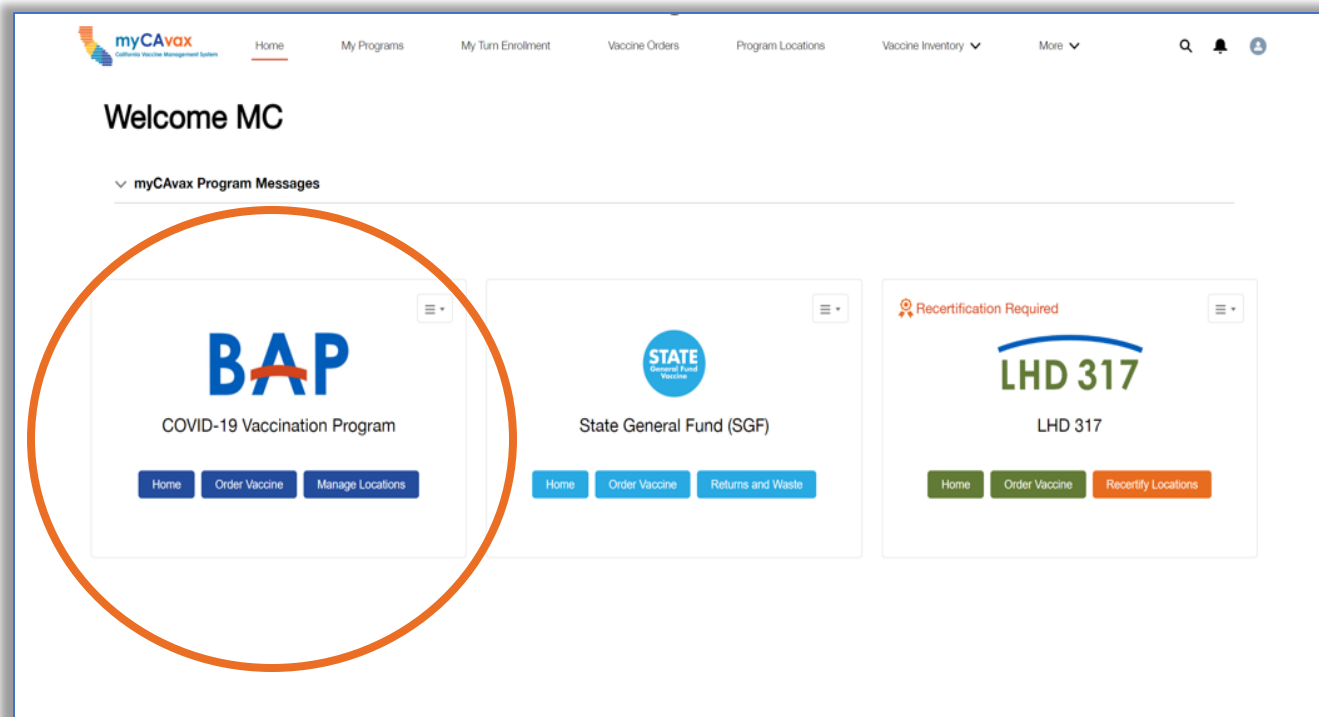 myCAvax
California Vaccine Management System
Home My Programs My Turn Enrollment Vaccine Orders Program Locations Vaccine Inventory More
Welcome MC
myCAvax Program Messages
BAP
COVID-19 Vaccination Program
Home Order Vaccine Manage Locations
STATE
General Fund
Vaccine
State General Fund (SGF)
Home Order Vaccine Returns and Waste
Recertification Required
LHD 317
LHD 317
Home Order Vaccine Recertify Locations